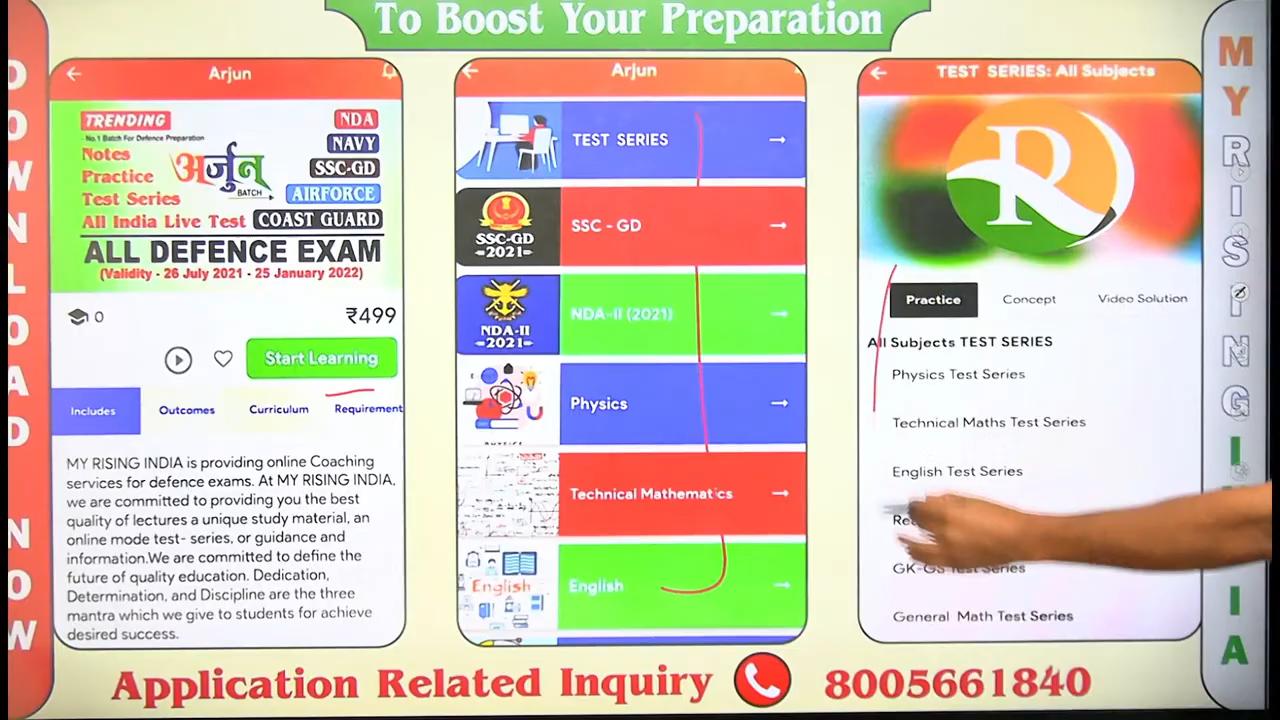 To Boost Your Preparation
DOWNLOAD NOW
Arjun
TRENDING
- No.1 Batch For Defence Preparation
Notes
Practice
Test Series
All India Live Test
अर्जुन
BATCH
NDA
NAVY
SSC-GD
AIRFORCE
COAST GUARD
ALL DEFENCE EXAM
(Validity - 26 July 2021 - 25 January 2022)
0
₹499
Start Learning
Includes Outcomes Curriculum Requirement
MY RISING INDIA is providing online Coaching
services for defence exams. At MY RISING INDIA,
we are committed to providing you the best
quality of lectures a unique study material, an
online mode test- series, or guidance and
information.We are committed to define the
future of quality education. Dedication,
Determination, and Discipline are the three
mantra which we give to students for achieve
desired success.
Arjun
TEST SERIES
SSC-GD
-2021-
SSC - GD
NDA-II
-2021-
NDA-II (2021)
PHYSICS
Physics
Technical Mathematics
English
English
TEST SERIES: All Subjects
R
Practice Concept Video Solution
All Subjects TEST SERIES
Physics Test Series
Technical Maths Test Series
English Test Series
GK-GS Test Series
General Math Test Series
MY RISING INDIA
Application Related Inquiry 8005661840